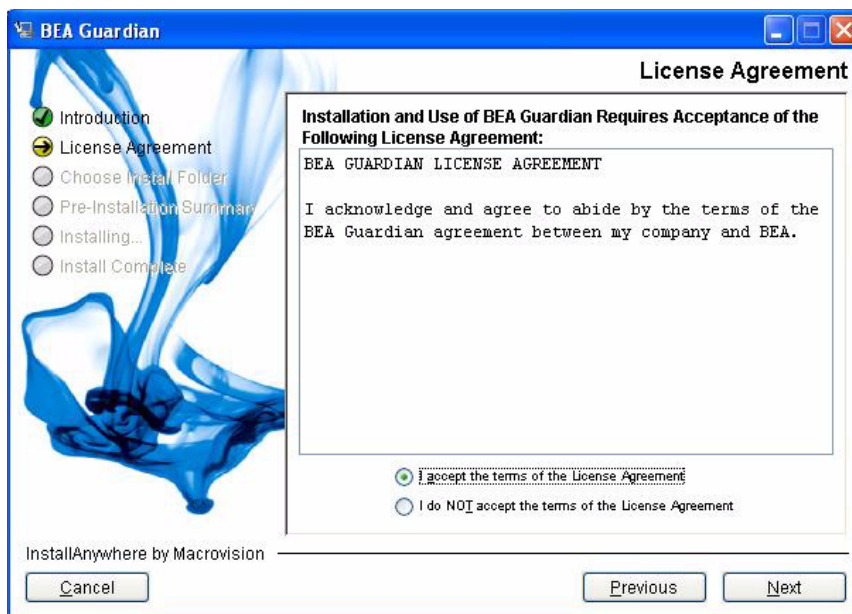 BEA Guardian
License Agreement
Introduction
License Agreement
Choose Install Folder
Pre-Installation Summary
Installing...
Install Complete
Installation and Use of BEA Guardian Requires Acceptance of the
Following License Agreement:
BEA GUARDIAN LICENSE AGREEMENT
I acknowledge and agree to abide by the terms of the
BEA Guardian agreement between my company and BEA.
I accept the terms of the License Agreement
I do NOT accept the terms of the License Agreement
InstallAnywhere by Macrovision
Cancel
Previous
Next